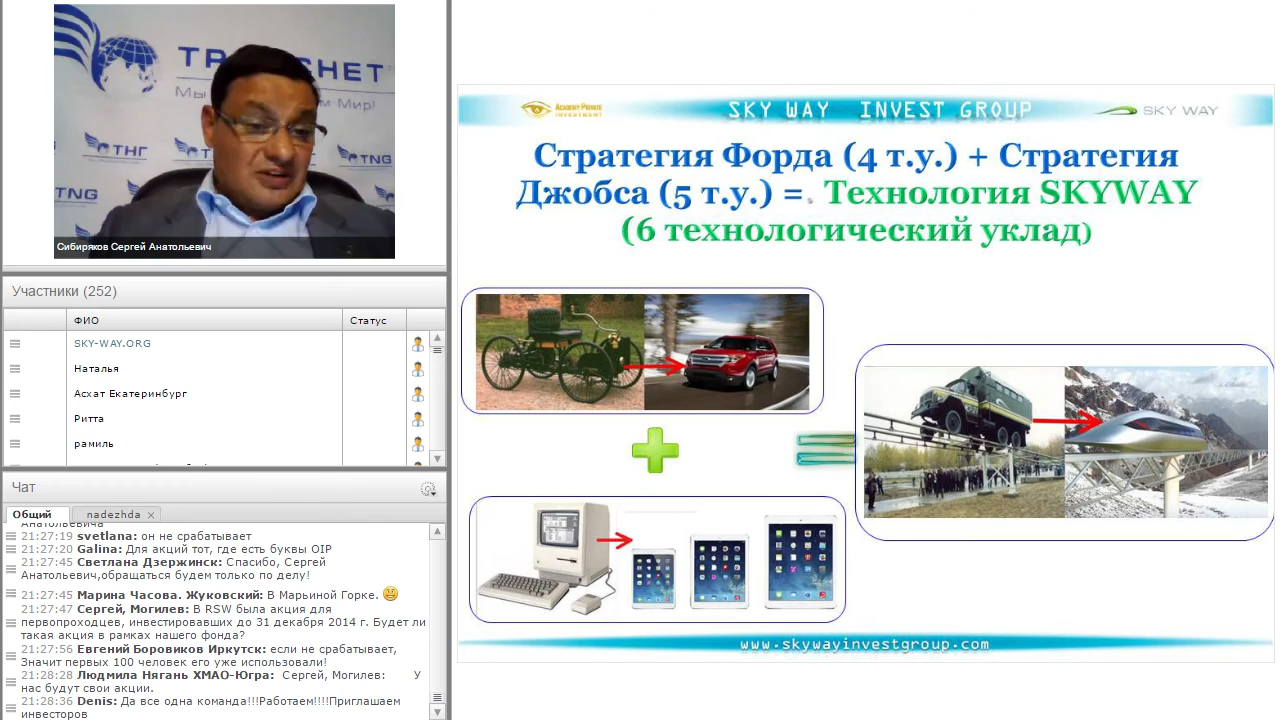 TNG
ТНГ
TNG
Сибиряков Сергей Анатольевич
Участники (252)
ФИО Статус
SKY-WAY.ORG
Наталья
Асхат Екатеринбург
Ритта
рамиль
Чат
Общий nadezhda
Анатольевича
21:27:19 svetlana: он не срабатывает
21:27:20 Galina: Для акций тот, где есть буквы OIP
21:27:45 Светлана Дзержинск: Спасибо, Сергей
Анатольевич,обращаться будем только по делу!
21:27:45 Марина Часова. Жуковский: В Марьиной Горке.
21:27:47 Сергей, Могилев: В RSW была акция для
первопроходцев, инвестировавших до 31 декабря 2014 г. Будет ли
такая акция в рамках нашего фонда?
21:27:56 Евгений Боровиков Иркутск: если не срабатывает,
Значит первых 100 человек его уже использовали!
21:28:28 Людмила Нягань ХМАО-Югра: Сергей, Могилев: У
нас будут свои акции.
21:28:36 Denis: Да все одна команда!!!Работаем!!!!Приглашаем
инвесторов
ACADEMY PRIVATE
INVESTMENT
SKY WAY INVEST GROUP
SKY WAY
Стратегия Форда (4 т.у.) + Стратегия
Джобса (5 т.у.) =. Технология SKYWAY
(6 технологический уклад)
www.skywayinvestgroup.com